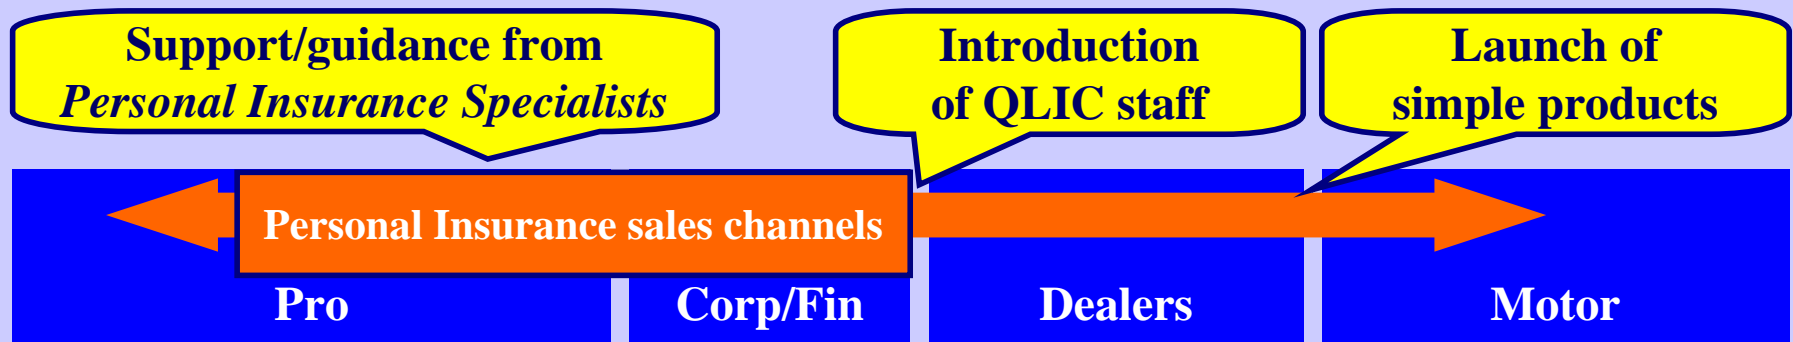 Support/guidance from
Personal Insurance Specialists
Introduction
of QLIC staff
Launch of
simple products
Personal Insurance sales channels
Pro
Corp/Fin
Dealers
Motor